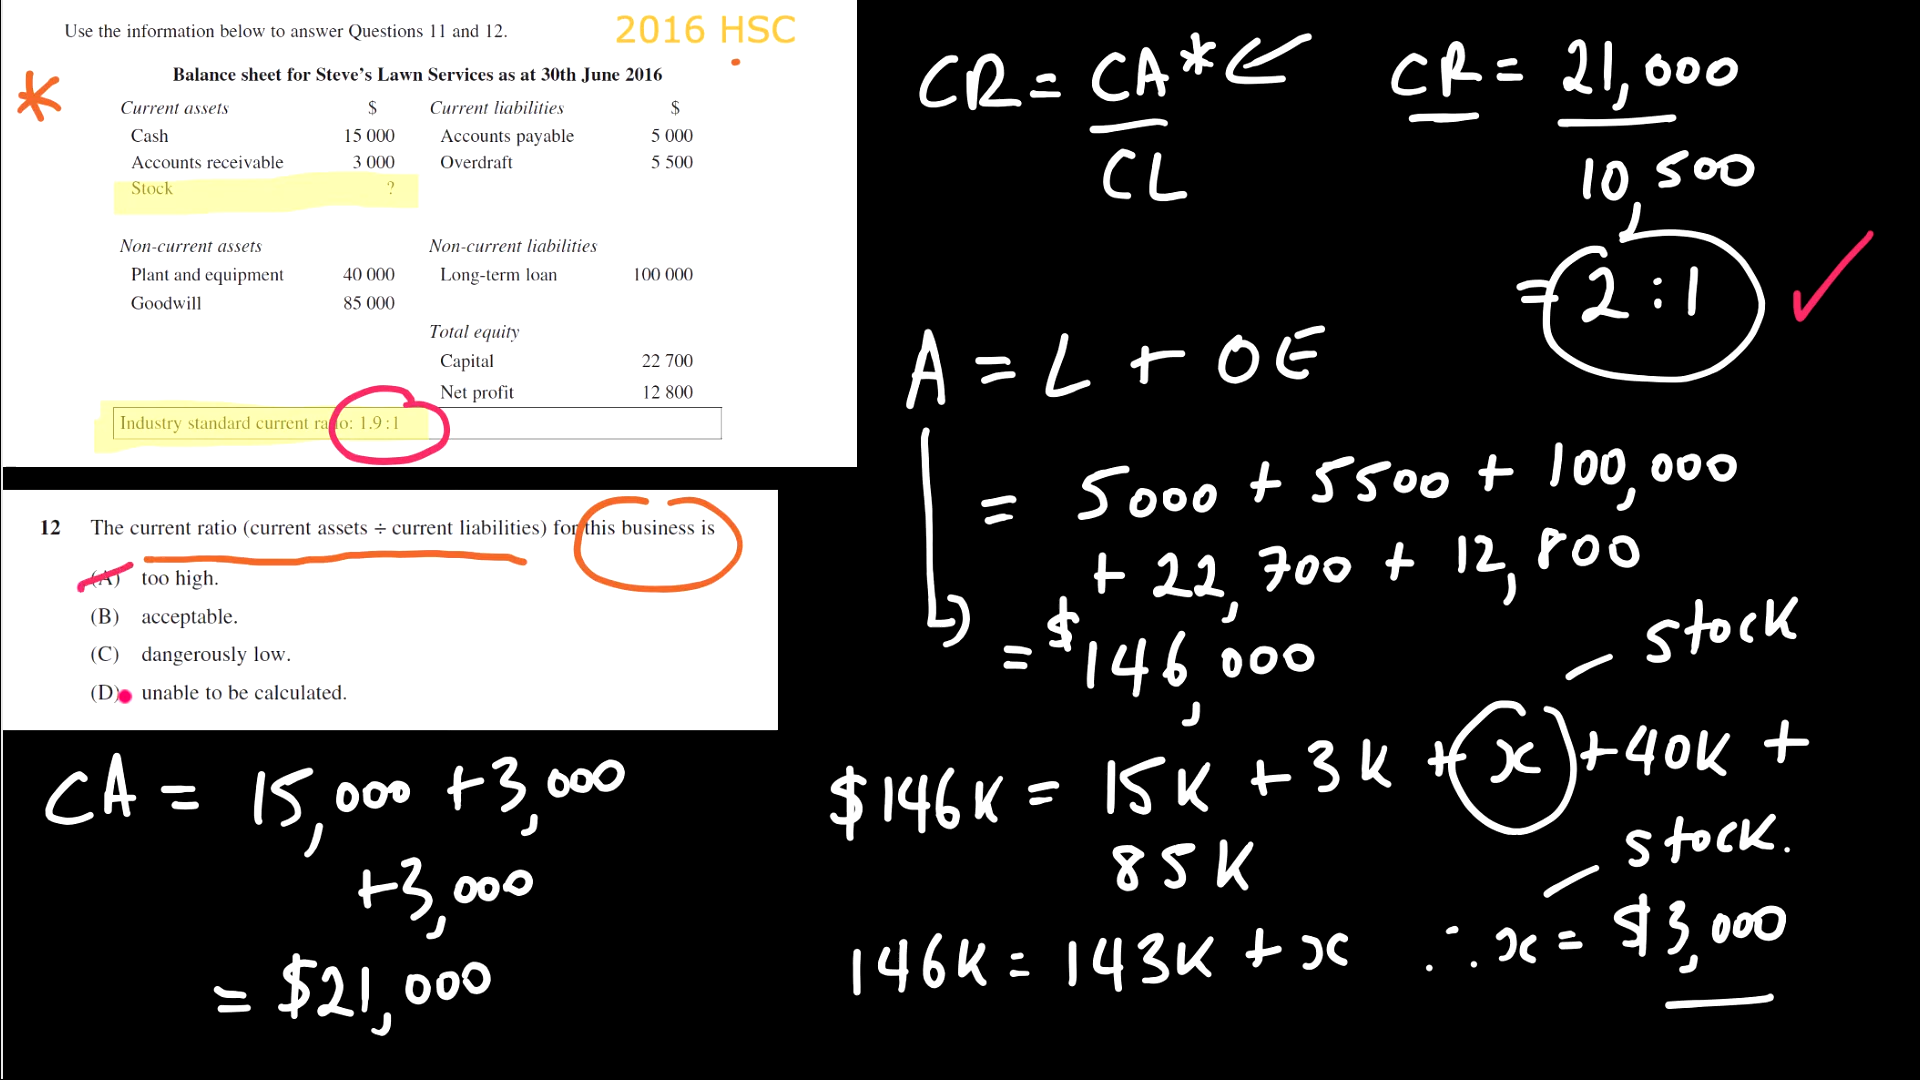 Use the information below to answer Questions 11 and 12.
2016 HSC
Balance sheet for Steve's Lawn Services as at 30th June 2016
Current assets $ Current liabilities $
Cash 15 000 Accounts payable 5 000
Accounts receivable 3 000 Overdraft 5 500
Stock ?
Non-current assets Non-current liabilities
Plant and equipment 40 000 Long-term loan 100 000
Goodwill 85 000
Total equity
Capital 22 700
Net profit 12 800
Industry standard current ratio: 1.9 : 1
12 The current ratio (current assets ÷ current liabilities) for this business is
(A) too high.
(B) acceptable.
(C) dangerously low.
(D) unable to be calculated.
CA = 15,000 + 3,000
+3,000
= $21,000
CR = CA*
CL
CR = 21,000
10,500
= 2 : 1
A = L + OE
= 5000 + 5500 + 100,000
+ 22,700 + 12,800
= $146,000
stock
$146K = 15K + 3K + x + 40K +
85K
stock.
146K = 143K + x ∴ x = $3,000